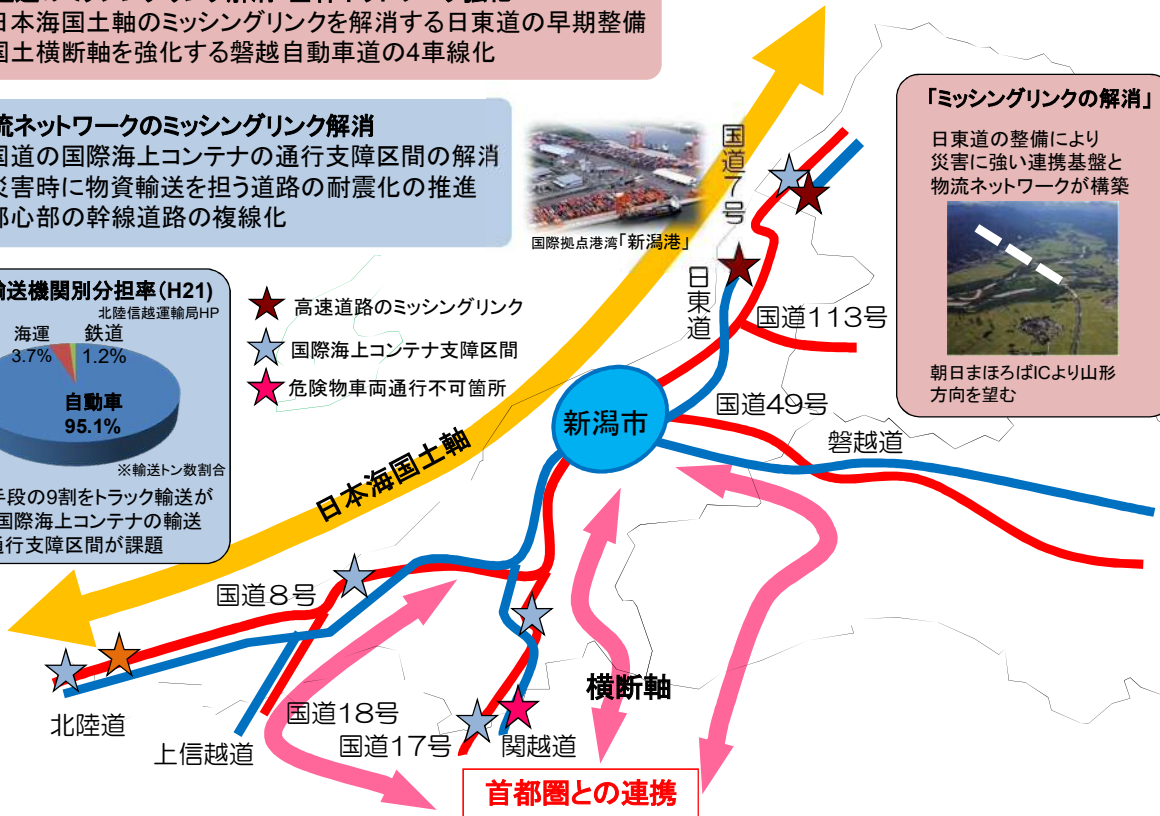 日本海国土軸のミッシングリンクを解消する日東道の早期整備
国土横断軸を強化する磐越自動車道の4車線化
流ネットワークのミッシングリンク解消
国道の国際海上コンテナの通行支障区間の解消
災害時に物資輸送を担う道路の耐震化の推進
都心部の幹線道路の複線化
国際拠点港湾「新潟港」
「ミッシングリンクの解消」
日東道の整備により
災害に強い連携基盤と
物流ネットワークが構築
朝日まほろばICより山形
方向を望む
輸送機関別分担率(H21)
北陸信越運輸局HP
海運
3.7%
鉄道
1.2%
自動車
95.1%
※輸送トン数割合
手段の9割をトラック輸送が
国際海上コンテナの輸送
通行支障区間が課題
高速道路のミッシングリンク
国際海上コンテナ支障区間
危険物車両通行不可箇所
国道7号
日東道
国道113号
新潟市
国道49号
磐越道
日本海国土軸
国道8号
北陸道
上信越道
国道18号
国道17号
関越道
横断軸
首都圏との連携